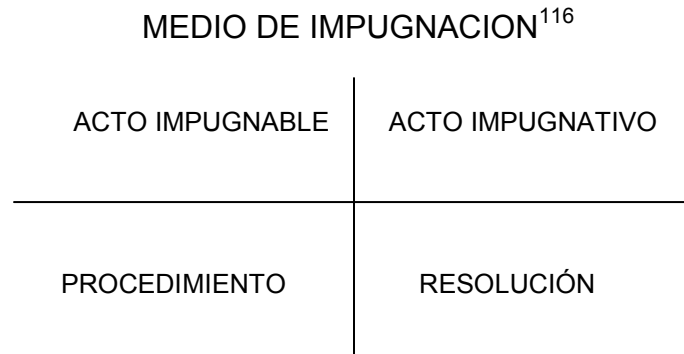 MEDIO DE IMPUGNACION116
ACTO IMPUGNABLE ACTO IMPUGNATIVO
PROCEDIMIENTO RESOLUCIÓN